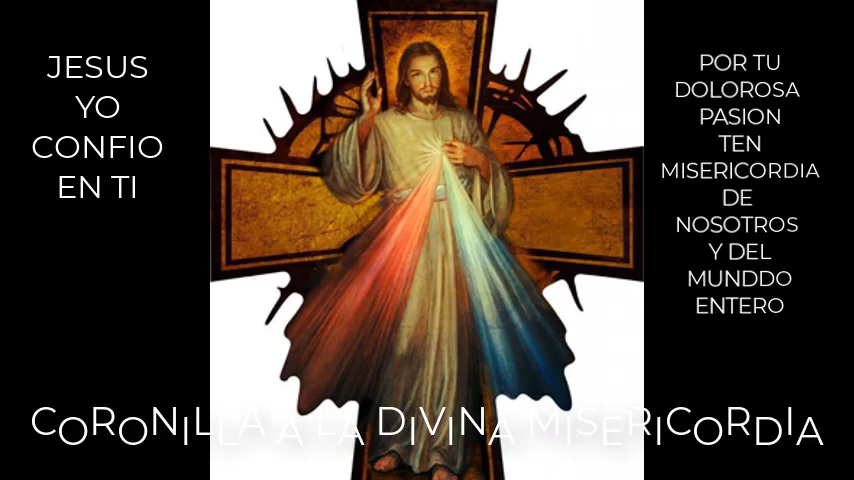 JESUS
YO
CONFIO
EN TI
POR TU
DOLOROSA
PASION
TEN
MISERICORDIA
DE
NOSOTROS
Y DEL
MUNDDO
ENTERO
CORONILLA A LA DIVINA MISERICORDIA